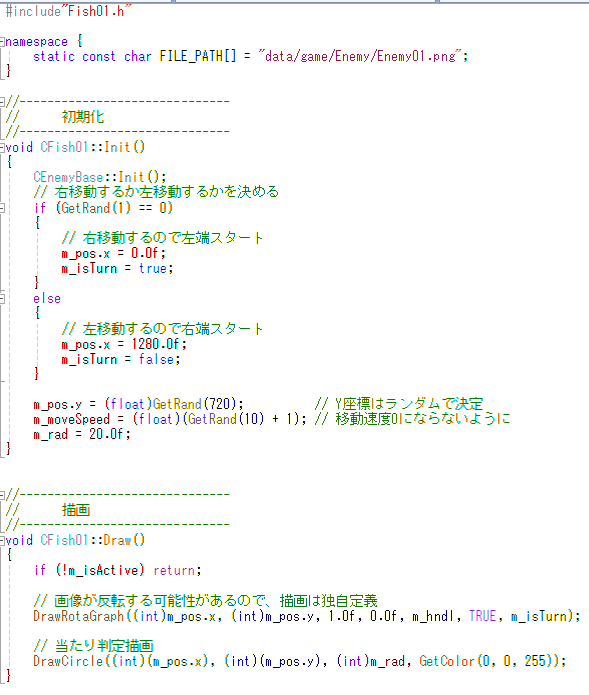 #include"Fish01.h"
namespace {
static const char FILE_PATH[] = "data/game/Enemy/Enemy01.png";
}
//------------------------------
// 初期化
//------------------------------
void CFish01::Init()
{
CEnemyBase::Init();
// 右移動するか左移動するかを決める
if (GetRand(1) == 0)
{
// 右移動するので左端スタート
m_pos.x = 0.0f;
m_isTurn = true;
}
else
{
// 左移動するので右端スタート
m_pos.x = 1280.0f;
m_isTurn = false;
}
m_pos.y = (float)GetRand(720); // Y座標はランダムで決定
m_moveSpeed = (float)(GetRand(10) + 1); // 移動速度0にならないように
m_rad = 20.0f;
}
//------------------------------
// 描画
//------------------------------
void CFish01::Draw()
{
if (!m_isActive) return;
// 画像が反転する可能性があるので、描画は独自定義
DrawRotaGraph((int)m_pos.x, (int)m_pos.y, 1.0f, 0.0f, m_hndl, TRUE, m_isTurn);
// 当たり判定描画
DrawCircle((int)(m_pos.x), (int)(m_pos.y), (int)m_rad, GetColor(0, 0, 255));
}